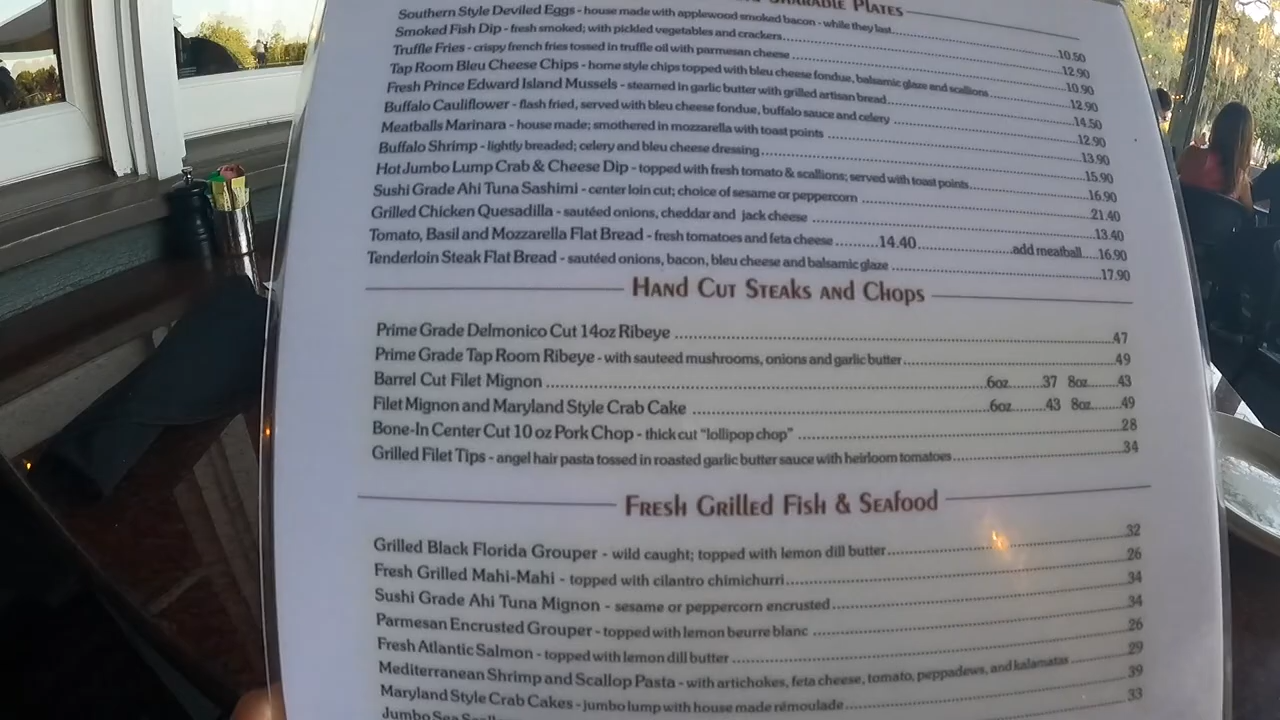 SHARABLE PLATES
Southern Style Deviled Eggs - house made with applewood smoked bacon - while they last 10.50
Smoked Fish Dip - fresh smoked; with pickled vegetables and crackers 12.90
Truffle Fries - crispy french fries tossed in truffle oil with parmesan cheese 10.90
Tap Room Bleu Cheese Chips - home style chips topped with bleu cheese fondue, balsamic glaze and scallions 12.90
Fresh Prince Edward Island Mussels - steamed in garlic butter with grilled artisan bread 14.50
Buffalo Cauliflower - flash fried, served with bleu cheese fondue, buffalo sauce and celery 12.90
Meatballs Marinara - house made; smothered in mozzarella with toast points 13.90
Buffalo Shrimp - lightly breaded; celery and bleu cheese dressing 15.90
Hot Jumbo Lump Crab & Cheese Dip - topped with fresh tomato & scallions; served with toast points 16.90
Sushi Grade Ahi Tuna Sashimi - center loin cut; choice of sesame or peppercorn 21.40
Grilled Chicken Quesadilla - sautéed onions, cheddar and jack cheese 13.40
Tomato, Basil and Mozzarella Flat Bread - fresh tomatoes and feta cheese 14.40 add meatball 16.90
Tenderloin Steak Flat Bread - sautéed onions, bacon, bleu cheese and balsamic glaze 17.90
HAND CUT STEAKS AND CHOPS
Prime Grade Delmonico Cut 14oz Ribeye 47
Prime Grade Tap Room Ribeye - with sauteed mushrooms, onions and garlic butter 49
Barrel Cut Filet Mignon 6oz 37 8oz 43
Filet Mignon and Maryland Style Crab Cake 6oz 43 8oz 49
Bone-In Center Cut 10 oz Pork Chop - thick cut "lollipop chop" 28
Grilled Filet Tips - angel hair pasta tossed in roasted garlic butter sauce with heirloom tomatoes 34
FRESH GRILLED FISH & SEAFOOD
Grilled Black Florida Grouper - wild caught; topped with lemon dill butter 32
Fresh Grilled Mahi-Mahi - topped with cilantro chimichurri 26
Sushi Grade Ahi Tuna Mignon - sesame or peppercorn encrusted 34
Parmesan Encrusted Grouper - topped with lemon beurre blanc 34
Fresh Atlantic Salmon - topped with lemon dill butter 26
Mediterranean Shrimp and Scallop Pasta - with artichokes, feta cheese, tomato, peppadews, and kalamatas 29
Maryland Style Crab Cakes - jumbo lump with house made rémoulade 39
Jumbo Sea 33